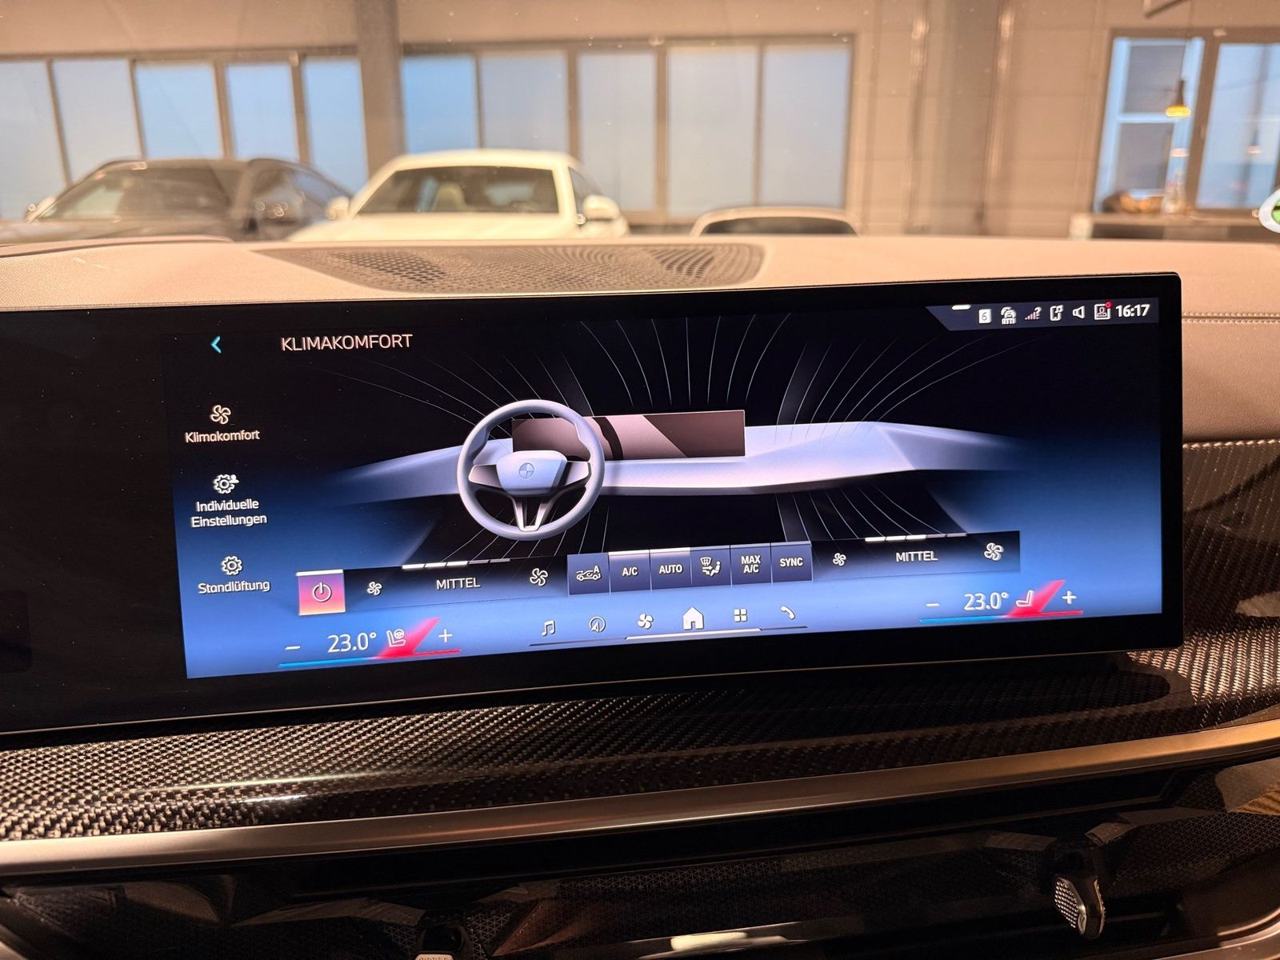 KLIMAKOMFORT
16:17
Klimakomfort
Individuelle
Einstellungen
Standlüftung
MITTEL
A
A/C
AUTO
MAX
A/C
SYNC
MITTEL
− 23.0° +
− 23.0° +